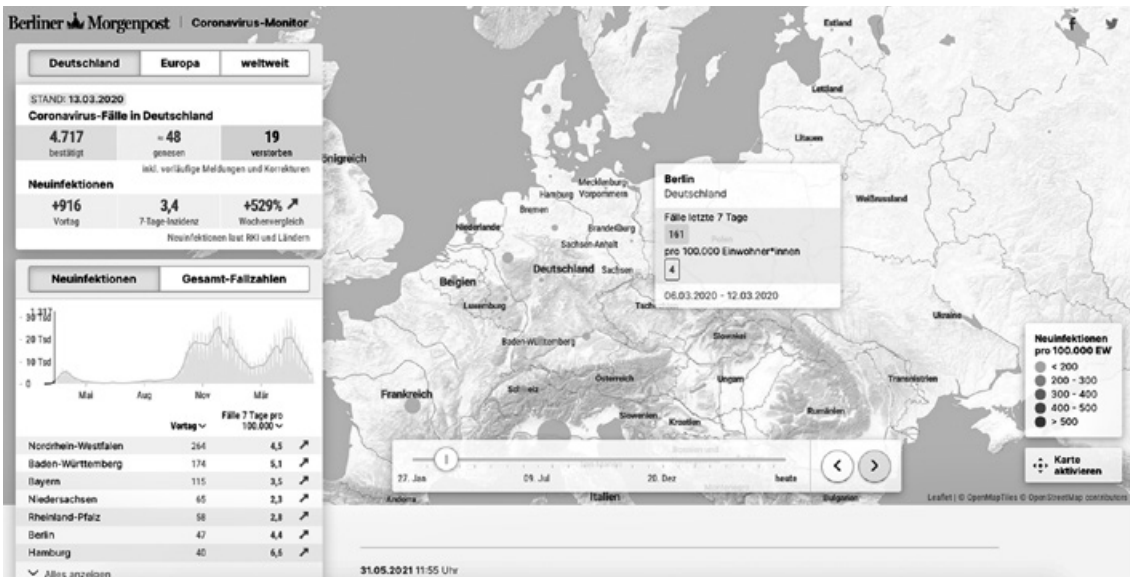 Berliner Morgenpost | Coronavirus-Monitor
Deutschland Europa weltweit
STAND: 13.03.2020
Coronavirus-Fälle in Deutschland
4.717 ≈ 48 19
bestätigt genesen verstorben
inkl. vorläufige Meldungen und Korrekturen
Neuinfektionen
+916 3,4 +529% ↗
Vortag 7-Tage-Inzidenz Wochenvergleich
Neuinfektionen laut RKI und Ländern
Neuinfektionen Gesamt-Fallzahlen
20 Tsd
10 Tsd
0
Mai Aug Nov Mär
Vortag Fälle 7 Tage pro
100.000
Nordrhein-Westfalen 264 4,5 ↗
Baden-Württemberg 174 5,1 ↗
Bayern 115 3,5 ↗
Niedersachsen 65 2,3 ↗
Rheinland-Pfalz 58 2,8 ↗
Berlin 47 4,4 ↗
Hamburg 40 6,6 ↗
Alles anzeigen
Estland
Lettland
Litauen
Weißrussland
önigreich
Mecklenburg-
Hamburg Vorpommern
Bremen
Niederlande
Brandenburg
Sachsen-Anhalt
Deutschland Sachsen
Belgien
Luxemburg
Tsch
Baden-Württemberg
Slowakei
Ukraine
Frankreich
Schweiz
Österreich
Ungarn
Transnistrien
Slowenien
Kroatien
Rumänien
Andorra
Italien
Bulgarien
Berlin
Deutschland
Fälle letzte 7 Tage
161
pro 100.000 Einwohner*innen
4
06.03.2020 - 12.03.2020
Neuinfektionen
pro 100.000 EW
< 200
200 - 300
300 - 400
400 - 500
> 500
Karte
aktivieren
27. Jan 09. Jul 20. Dez heute
Leaflet | © OpenMapTiles © OpenStreetMap contributors
31.05.2021 11:55 Uhr